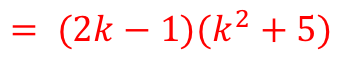 = (2k − 1)(k² + 5)